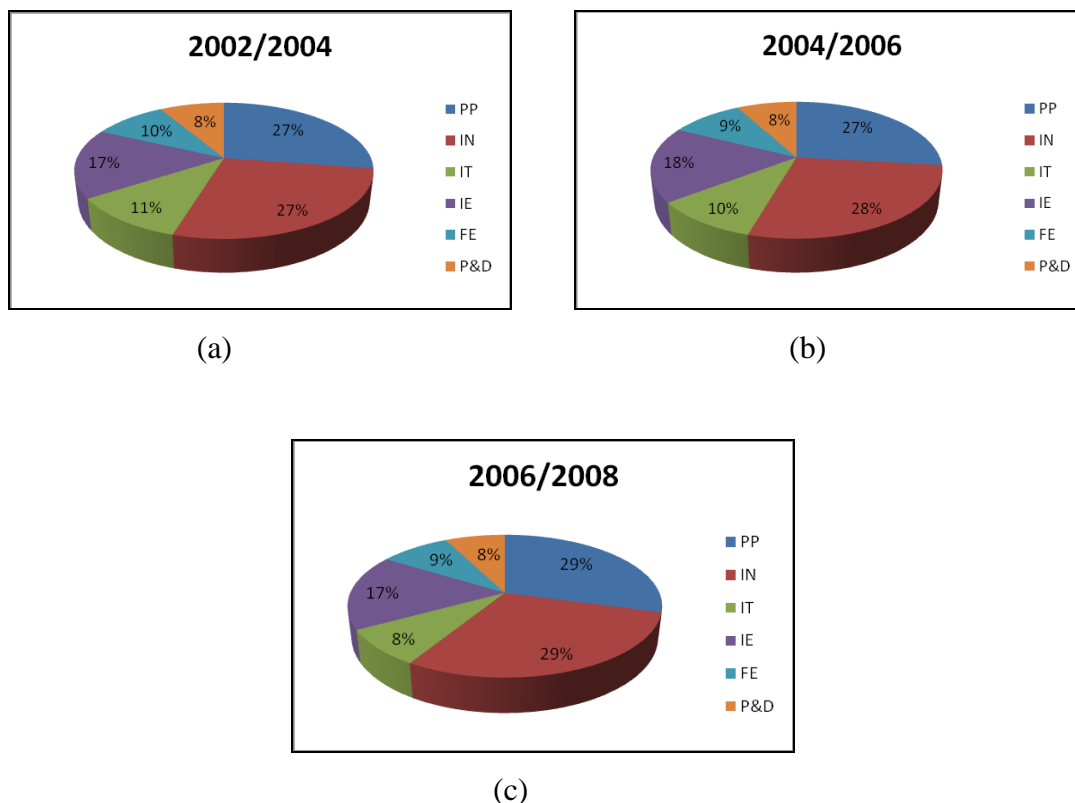 2002/2004
27%
27%
11%
17%
10%
8%
PP
IN
IT
IE
FE
P&D
(a)
2004/2006
27%
28%
10%
18%
9%
8%
PP
IN
IT
IE
FE
P&D
(b)
2006/2008
29%
29%
8%
17%
9%
8%
PP
IN
IT
IE
FE
P&D
(c)